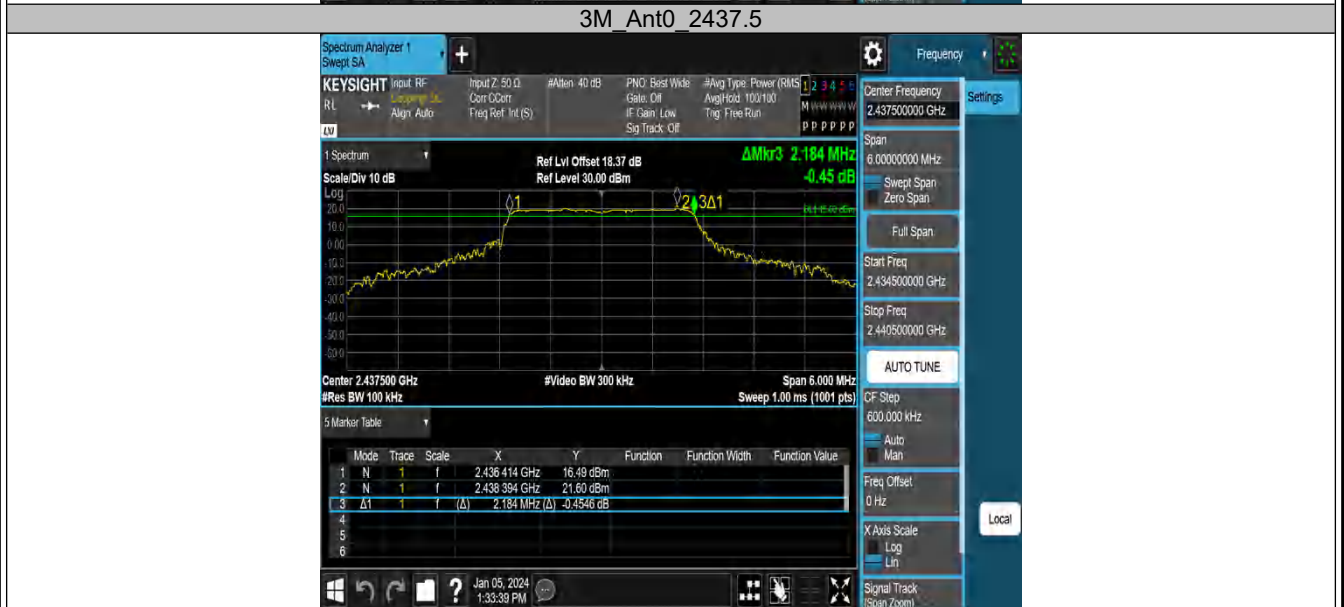 3M_Ant0_2437.5
Spectrum Analyzer 1
Swept SA
+
Frequency
KEYSIGHT Input: RF
RL
Align: Auto
LXI
Input Z: 50 Ω
Corr CCorr
Freq Ref: Int (S)
#Atten: 40 dB
PNO: Best Wide
Gate: Off
IF Gain: Low
Sig Track: Off
#Avg Type: Power (RMS
Avg|Hold: 100/100
Trig: Free Run
1 2 3 4 5 6
M W W W W W
P P P P P P
Center Frequency
2.437500000 GHz
Settings
Span
6.00000000 MHz
Swept Span
Zero Span
Full Span
Start Freq
2.434500000 GHz
Stop Freq
2.440500000 GHz
AUTO TUNE
CF Step
600.000 kHz
Auto
Man
Freq Offset
0 Hz
X Axis Scale
Log
Lin
Local
Signal Track
(Span Zoom)
1 Spectrum
Scale/Div 10 dB
Ref Lvl Offset 18.37 dB
Ref Level 30.00 dBm
ΔMkr3 2.184 MHz
-0.45 dB
Log
20.0
10.0
0.00
-10.0
-20.0
-30.0
-40.0
-50.0
-60.0
1
2
3Δ1
Center 2.437500 GHz
#Res BW 100 kHz
#Video BW 300 kHz
Span 6.000 MHz
Sweep 1.00 ms (1001 pts)
5 Marker Table
Mode Trace Scale X Y Function Function Width Function Value
1 N 1 f 2.436 414 GHz 16.49 dBm
2 N 1 f 2.438 394 GHz 21.60 dBm
3 Δ1 1 f (Δ) 2.184 MHz (Δ) -0.4546 dB
4
5
6
?
Jan 05, 2024
1:33:39 PM